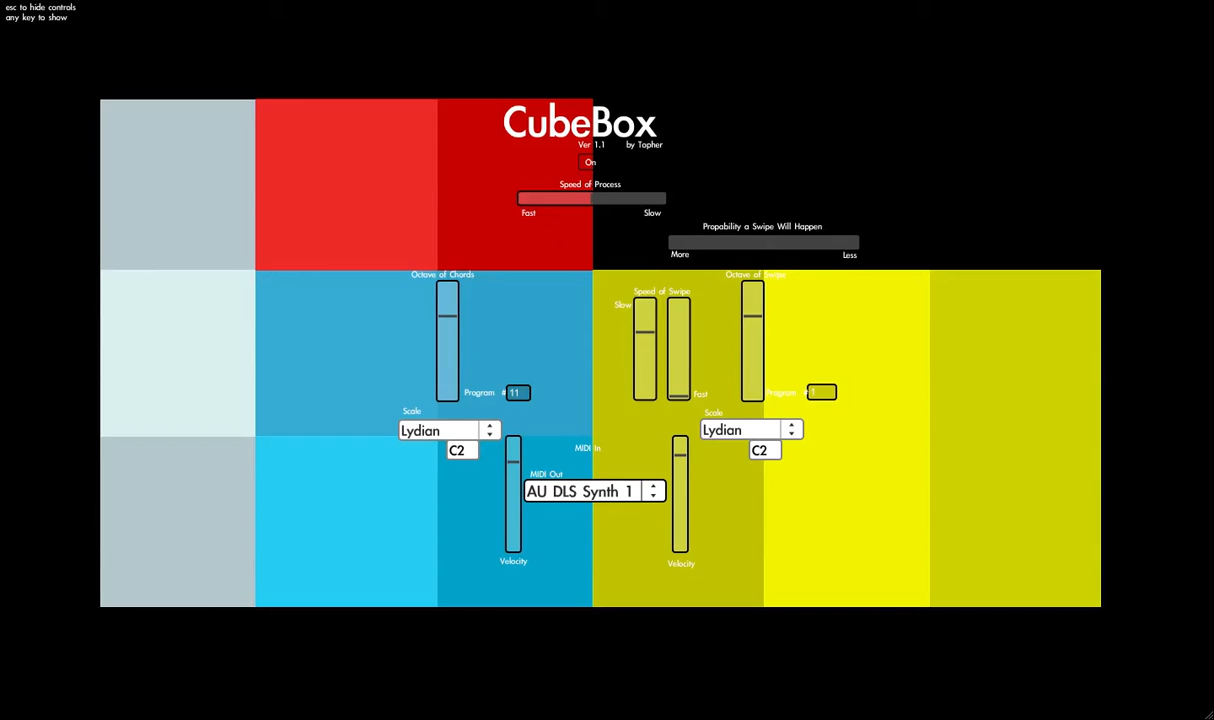 esc to hide controls
any key to show
CubeBox
Ver 1.1 by Topher
On
Speed of Process
Fast Slow
Propability a Swipe Will Happen
More Less
Octave of Chords
Octave of Swipe
Speed of Swipe
Slow
Fast
Program # 11
Program # 1
Scale
Lydian
C2
Scale
Lydian
C2
MIDI In
MIDI Out
AU DLS Synth 1
Velocity
Velocity